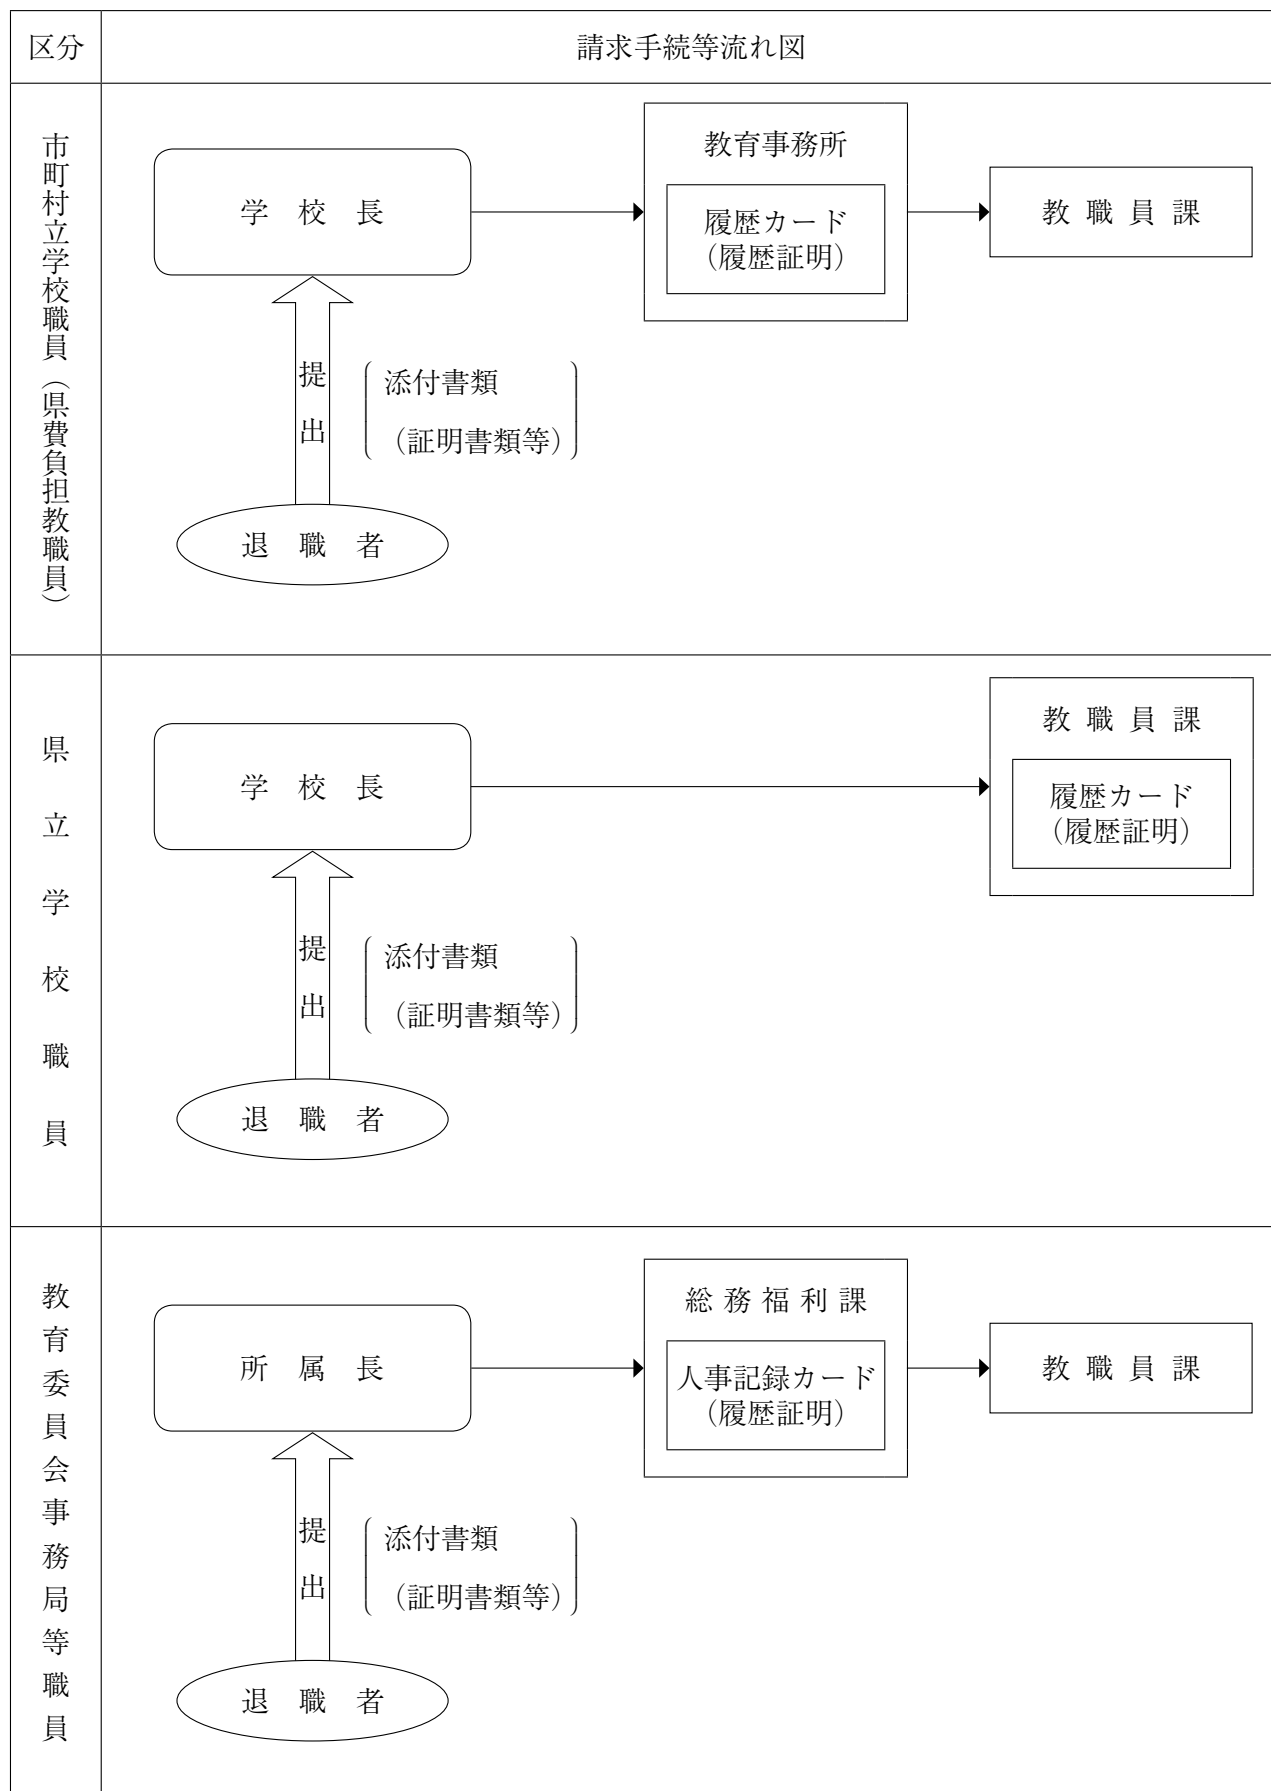 区分
請求手続等流れ図
市町村立学校職員（県費負担教職員）
学校長
教育事務所
履歴カード
（履歴証明）
教職員課
提出
添付書類
（証明書類等）
退職者
県立学校職員
学校長
教職員課
履歴カード
（履歴証明）
提出
添付書類
（証明書類等）
退職者
教育委員会事務局等職員
所属長
総務福利課
人事記録カード
（履歴証明）
教職員課
提出
添付書類
（証明書類等）
退職者